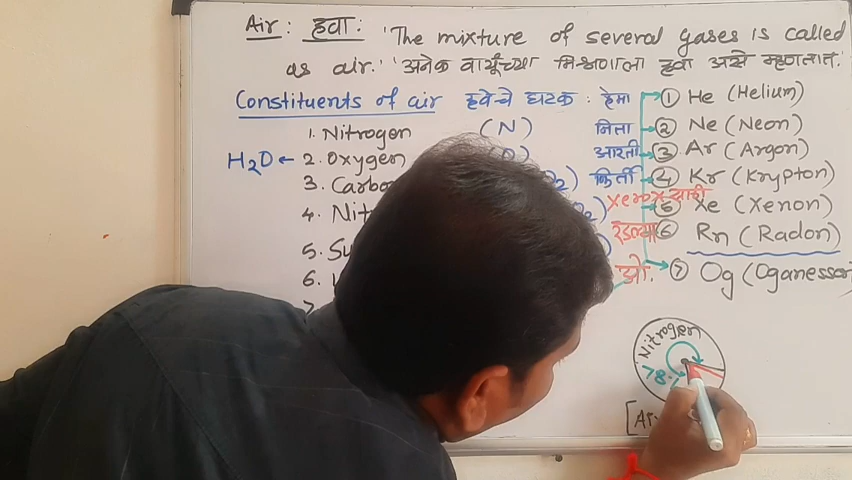 Air: हवा: 'The mixture of several gases is called
as air.' 'अनेक वायूंच्या मिश्रणाला हवा असे म्हणतात.
Constituents of air हवेचे घटक:
1. Nitrogen (N)
H₂O ← 2. Oxygen
3. Carbo
4. Nit
5. Su
6.
7
हेमा → ① He (Helium)
निता → ② Ne (Neon)
आरती → ③ Ar (Argon)
किर्ती → ④ Kr (Krypton)
Xerox साठी → ⑤ Xe (Xenon)
रडल्या ⑥ Rn (Radon)
ओ. → ⑦ Og (Oganesson)
Nitrogen
78%
[Ai